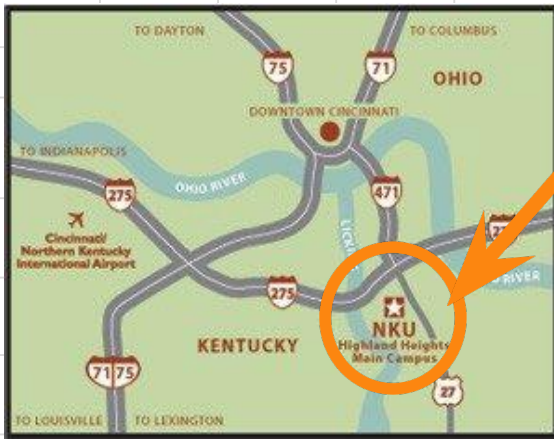 TO DAYTON
TO COLUMBUS
75
71
OHIO
DOWNTOWN CINCINNATI
TO INDIANAPOLIS
OHIO RIVER
275
471
Cincinnati/
Northern Kentucky
International Airport
RIVER
275
NKU
Highland Heights
Main Campus
KENTUCKY
71 75
27
TO LOUISVILLE
TO LEXINGTON